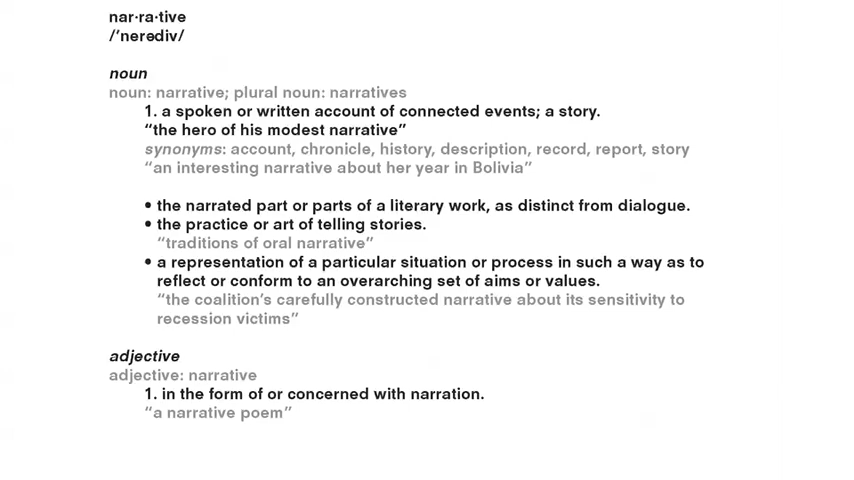 nar·ra·tive
/ˈnerədiv/
noun
noun: narrative; plural noun: narratives
1. a spoken or written account of connected events; a story.
“the hero of his modest narrative”
synonyms: account, chronicle, history, description, record, report, story
“an interesting narrative about her year in Bolivia”
• the narrated part or parts of a literary work, as distinct from dialogue.
• the practice or art of telling stories.
“traditions of oral narrative”
• a representation of a particular situation or process in such a way as to
reflect or conform to an overarching set of aims or values.
“the coalition’s carefully constructed narrative about its sensitivity to
recession victims”
adjective
adjective: narrative
1. in the form of or concerned with narration.
“a narrative poem”